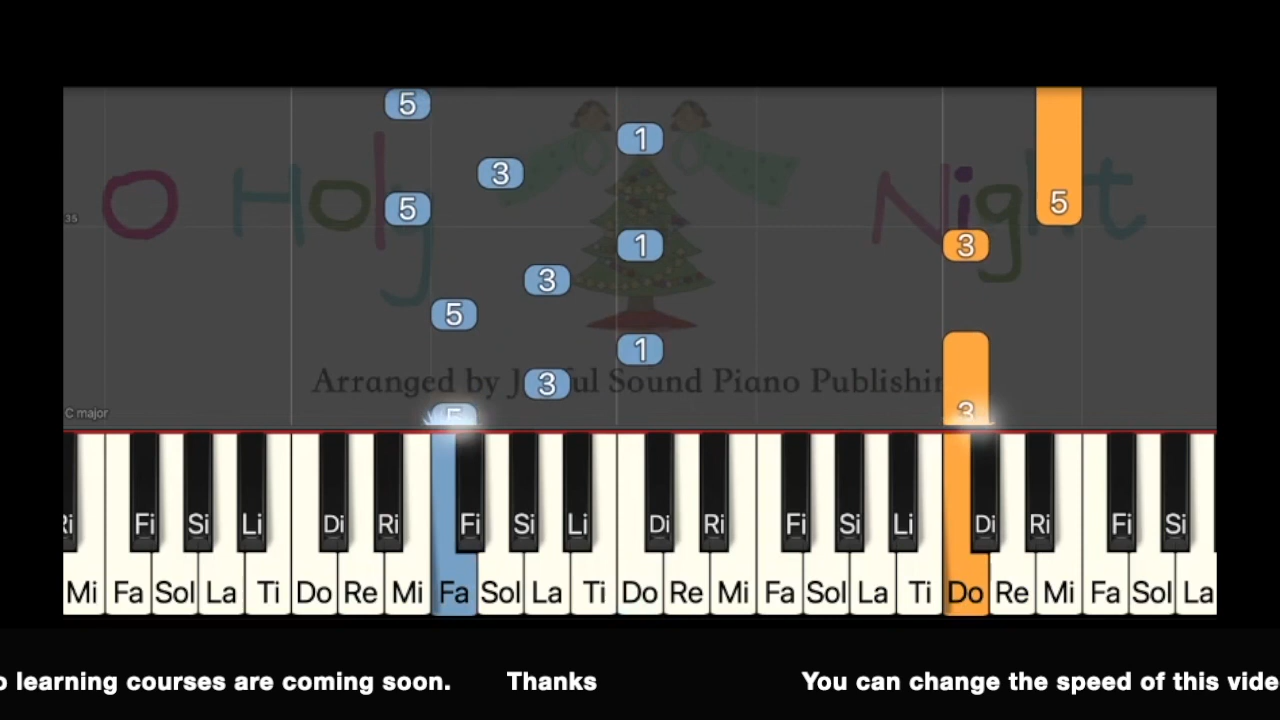 5
1
3
O Holy Night
5
5
35
1
3
3
5
1
Arranged by Joyful Sound Piano Publishin
3
C major
5
3
Ri Fi Si Li Di Ri Fi Si Li Di Ri Fi Si Li Di Ri Fi Si
Mi Fa Sol La Ti Do Re Mi Fa Sol La Ti Do Re Mi Fa Sol La Ti Do Re Mi Fa Sol La
o learning courses are coming soon. Thanks You can change the speed of this vide